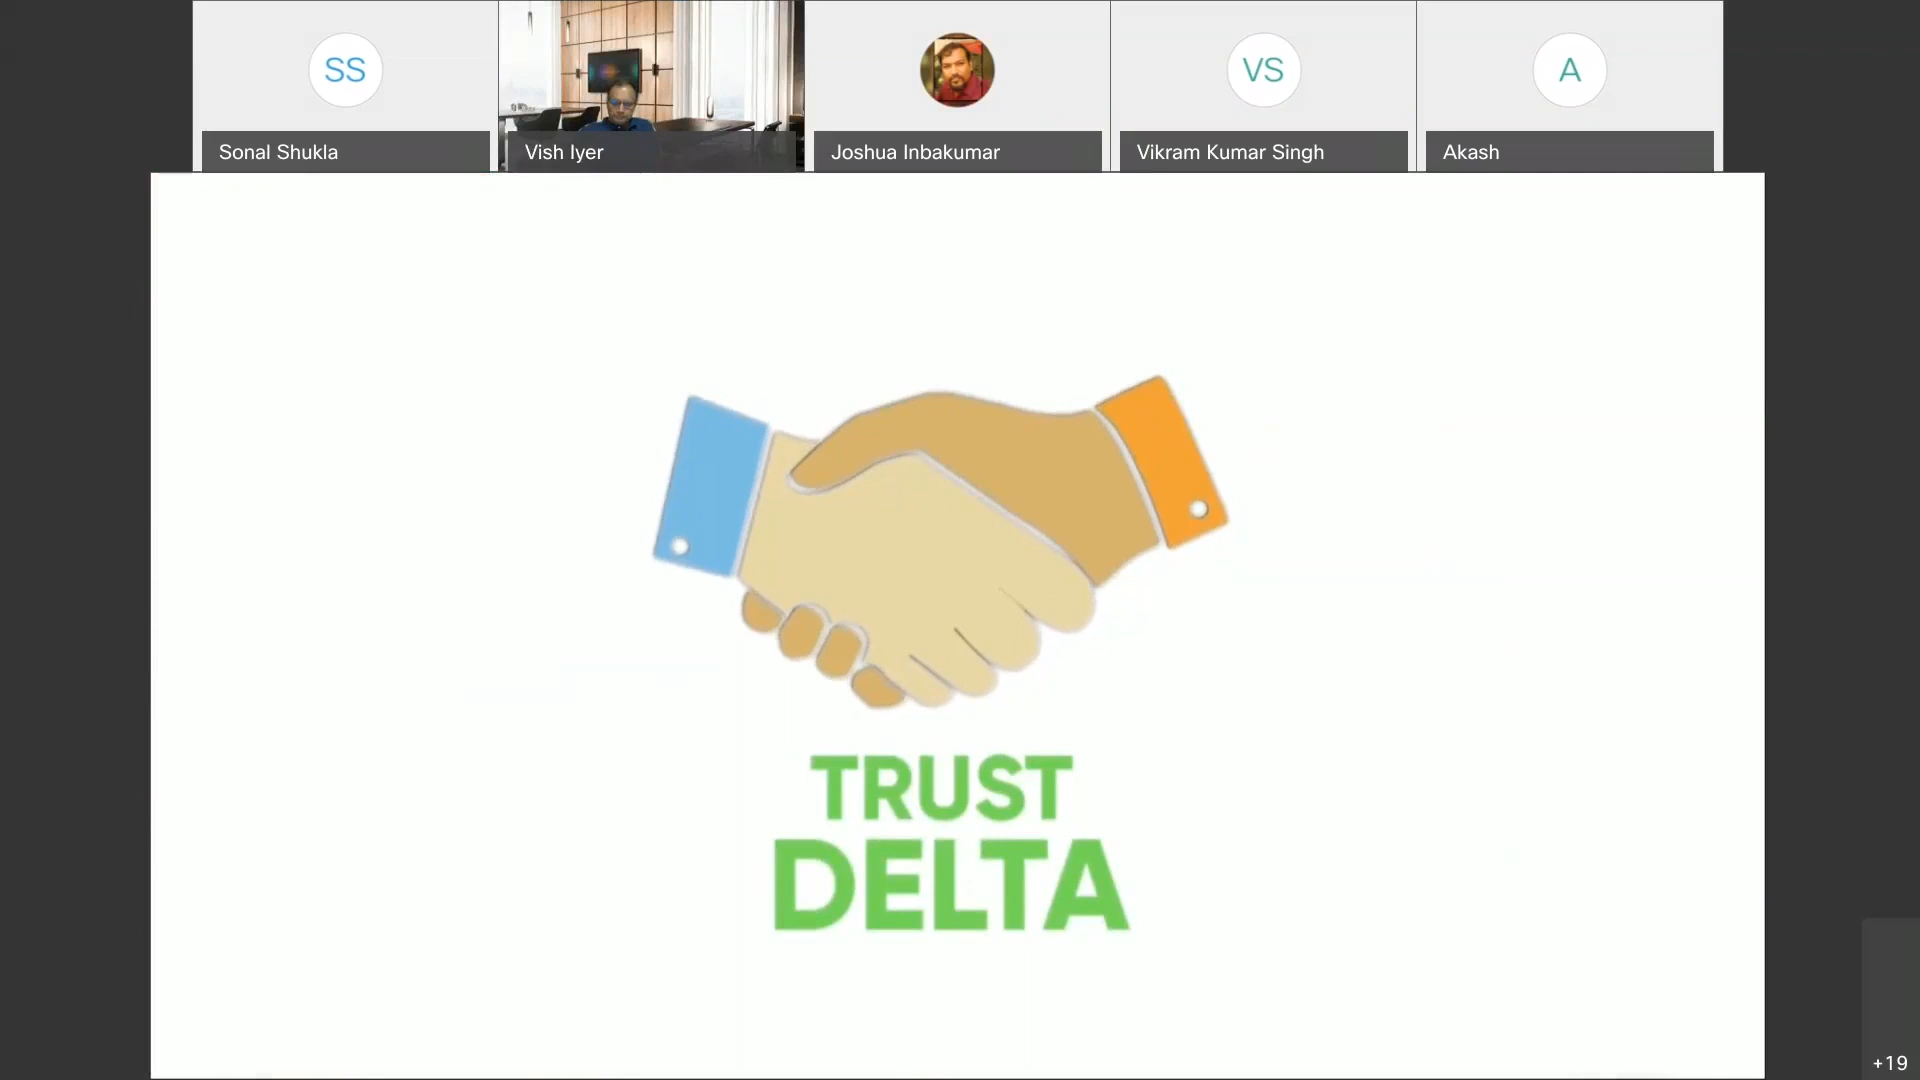 SS
VS
A
Sonal Shukla
Vish Iyer
Joshua Inbakumar
Vikram Kumar Singh
Akash
TRUST
DELTA
+19